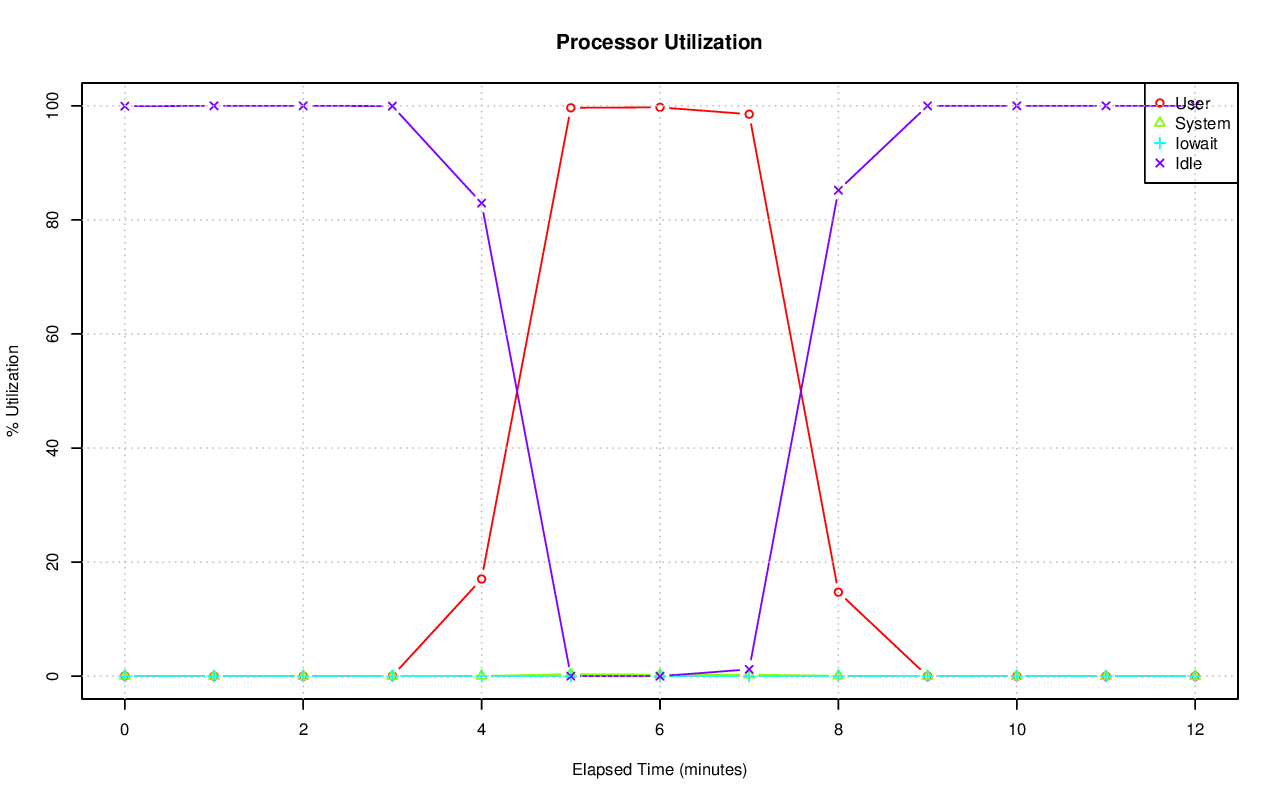 Processor Utilization
% Utilization
100
80
60
40
20
0
User
System
Iowait
Idle
0 2 4 6 8 10 12
Elapsed Time (minutes)